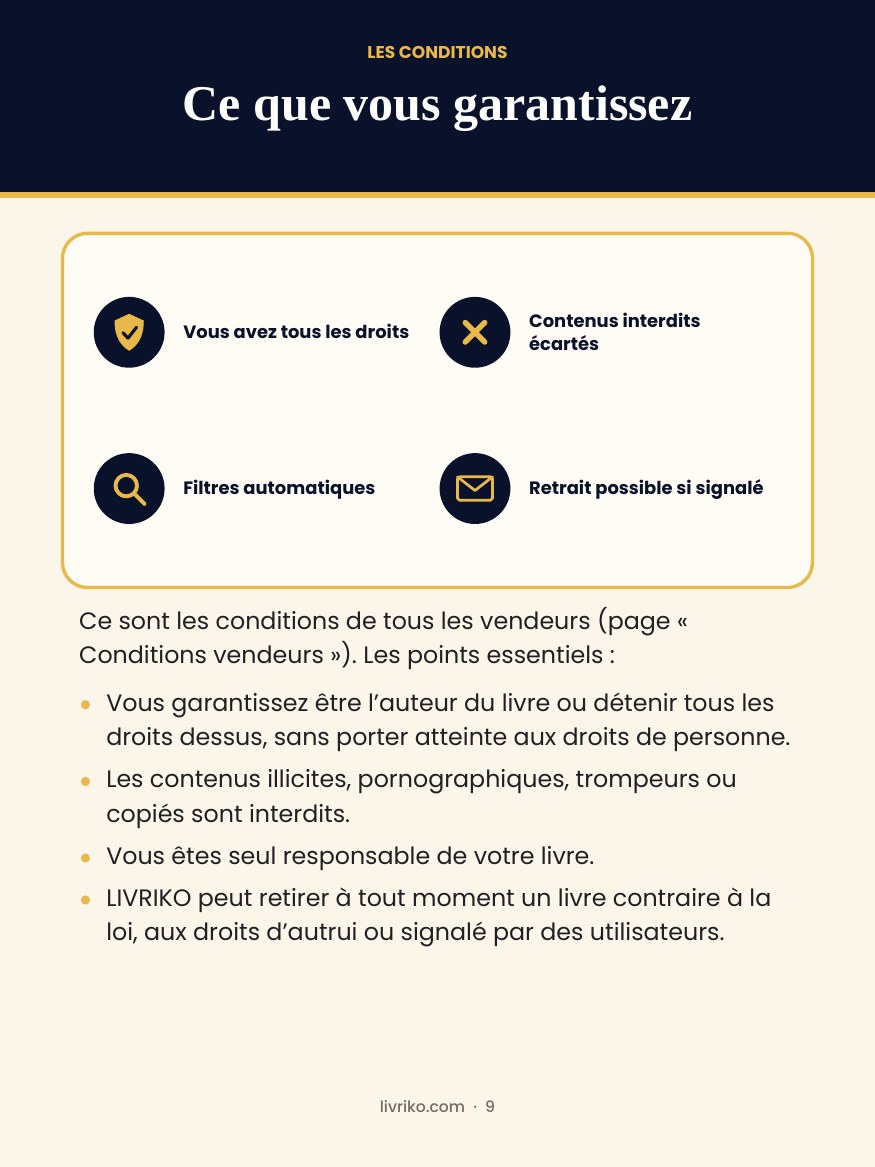 LES CONDITIONS
Ce que vous garantissez
Vous avez tous les droits
Contenus interdits
écartés
Filtres automatiques
Retrait possible si signalé
Ce sont les conditions de tous les vendeurs (page «
Conditions vendeurs »). Les points essentiels :
• Vous garantissez être l’auteur du livre ou détenir tous les
droits dessus, sans porter atteinte aux droits de personne.
• Les contenus illicites, pornographiques, trompeurs ou
copiés sont interdits.
• Vous êtes seul responsable de votre livre.
• LIVRIKO peut retirer à tout moment un livre contraire à la
loi, aux droits d’autrui ou signalé par des utilisateurs.
livriko.com · 9